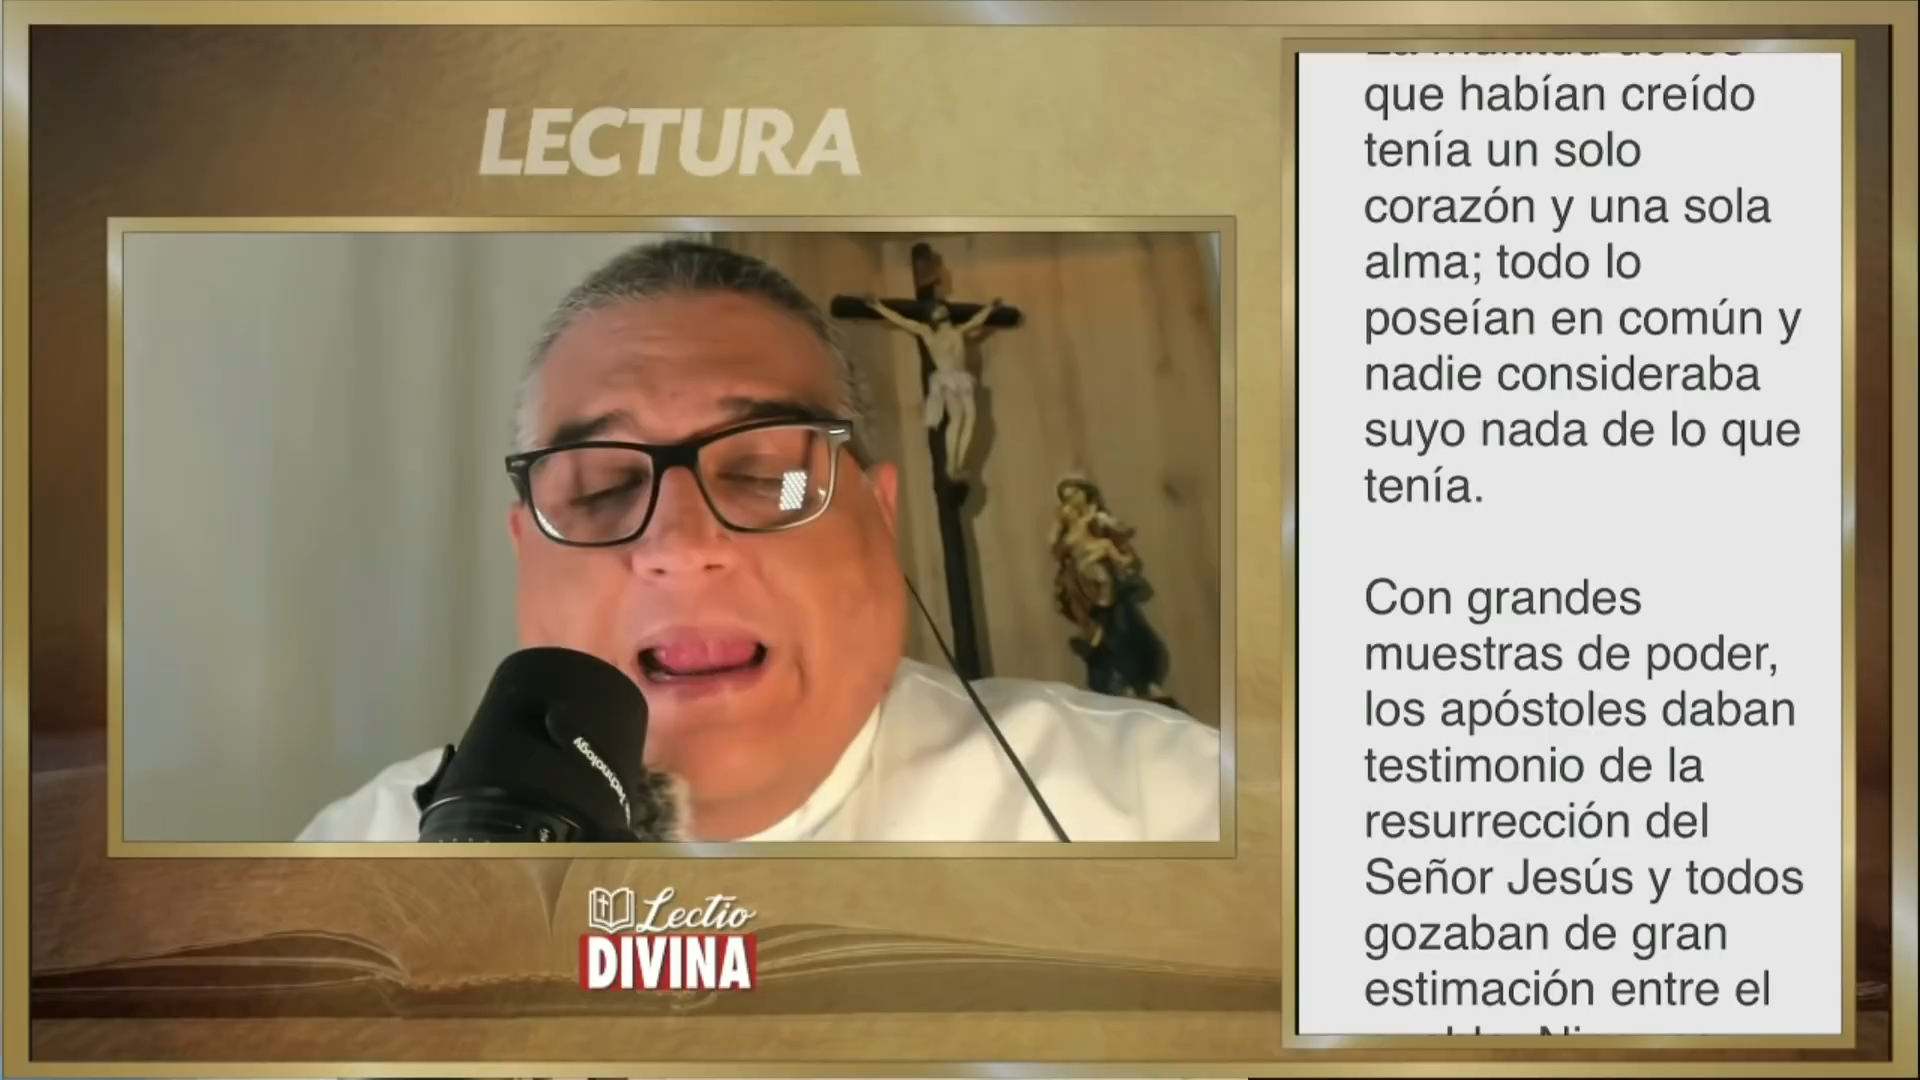 LECTURA
Lectio
DIVINA
que habían creído
tenía un solo
corazón y una sola
alma; todo lo
poseían en común y
nadie consideraba
suyo nada de lo que
tenía.
Con grandes
muestras de poder,
los apóstoles daban
testimonio de la
resurrección del
Señor Jesús y todos
gozaban de gran
estimación entre el